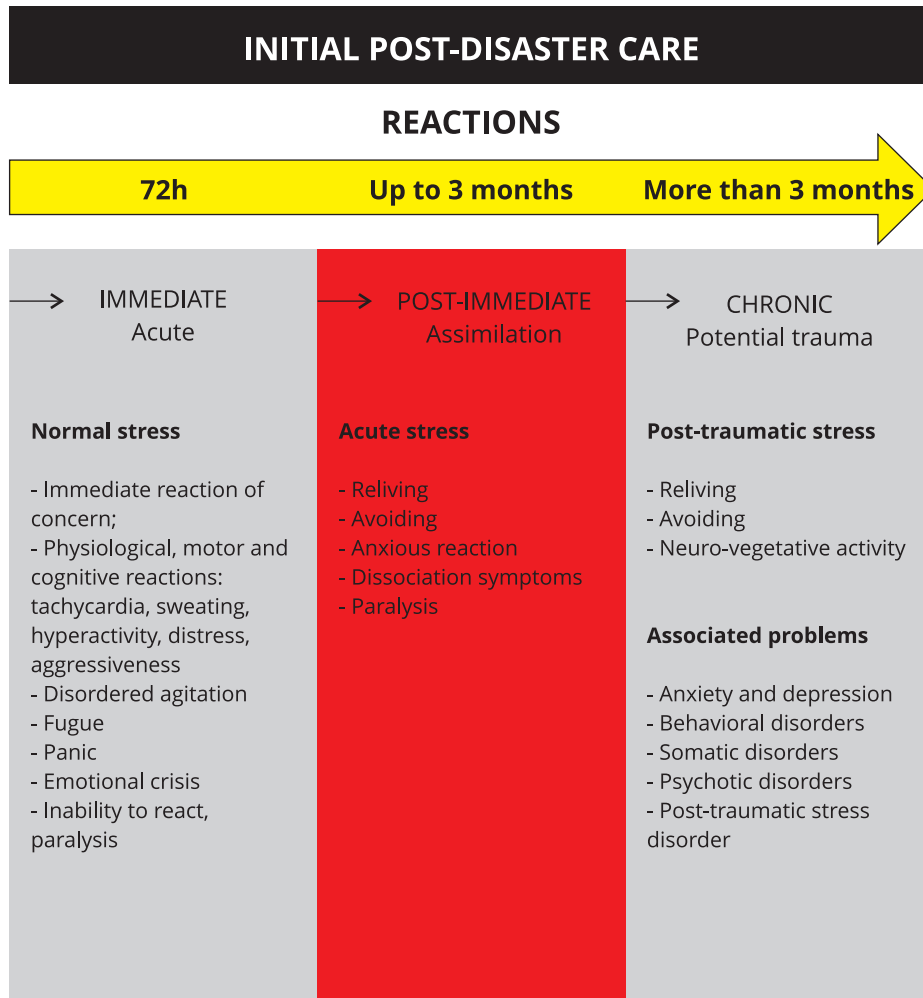 INITIAL POST-DISASTER CARE
REACTIONS
72h
Up to 3 months
More than 3 months
IMMEDIATE
Acute
Normal stress
- Immediate reaction of
concern;
- Physiological, motor and
cognitive reactions:
tachycardia, sweating,
hyperactivity, distress,
aggressiveness
- Disordered agitation
- Fugue
- Panic
- Emotional crisis
- Inability to react,
paralysis
POST-IMMEDIATE
Assimilation
Acute stress
- Reliving
- Avoiding
- Anxious reaction
- Dissociation symptoms
- Paralysis
CHRONIC
Potential trauma
Post-traumatic stress
- Reliving
- Avoiding
- Neuro-vegetative activity
Associated problems
- Anxiety and depression
- Behavioral disorders
- Somatic disorders
- Psychotic disorders
- Post-traumatic stress
disorder